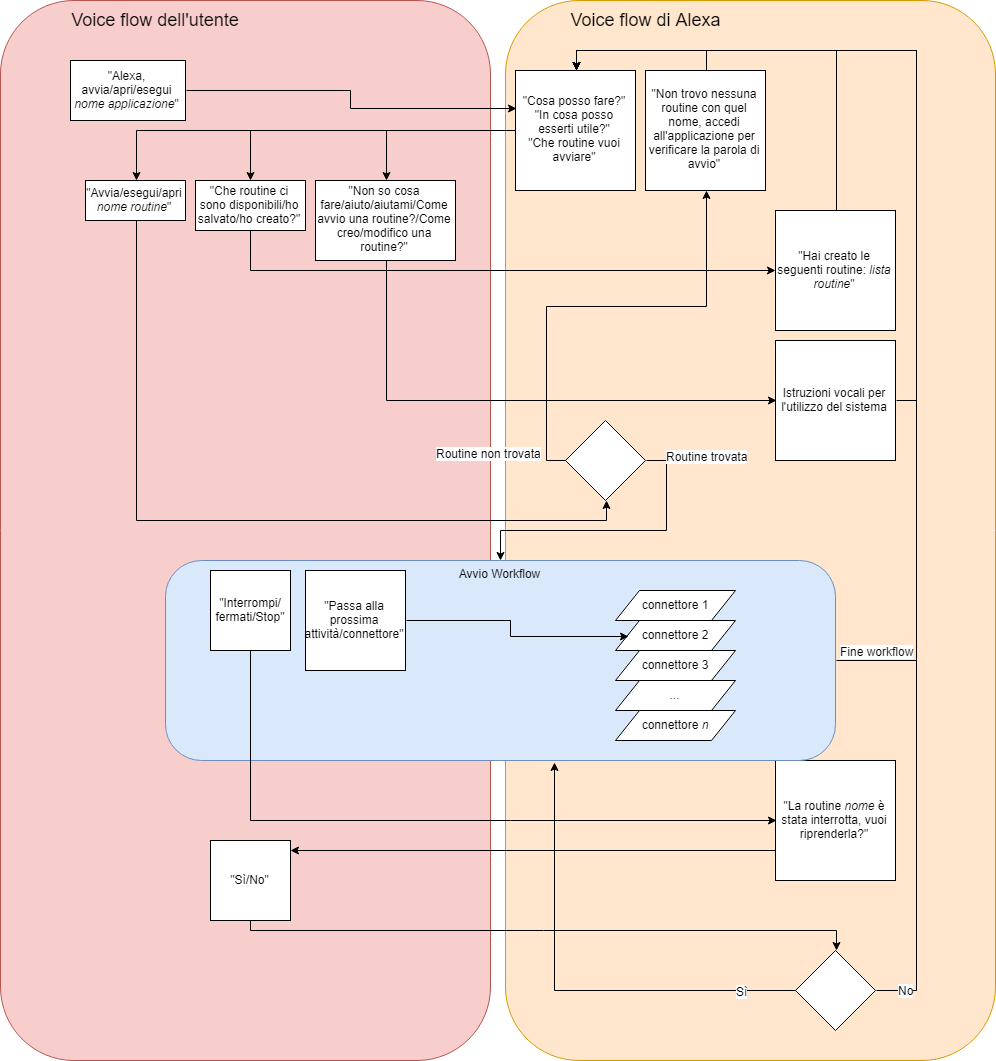 Voice flow dell'utente
Voice flow di Alexa
"Alexa,
avvia/apri/esegui
nome applicazione"
"Cosa posso fare?"
"In cosa posso
esserti utile?"
"Che routine vuoi
avviare"
"Non trovo nessuna
routine con quel
nome, accedi
all'applicazione per
verificare la parola di
avvio"
"Avvia/esegui/apri
nome routine"
"Che routine ci
sono disponibili/ho
salvato/ho creato?"
"Non so cosa
fare/aiuto/aiutami/Come
avvio una routine?/Come
creo/modifico una
routine?"
"Hai creato le
seguenti routine: lista
routine"
Istruzioni vocali per
l'utilizzo del sistema
Routine non trovata
Routine trovata
Avvio Workflow
"Interrompi/
fermati/Stop"
"Passa alla
prossima
attività/connettore"
connettore 1
connettore 2
connettore 3
...
connettore n
Fine workflow
"La routine nome è
stata interrotta, vuoi
riprenderla?"
"Sì/No"
Sì
No